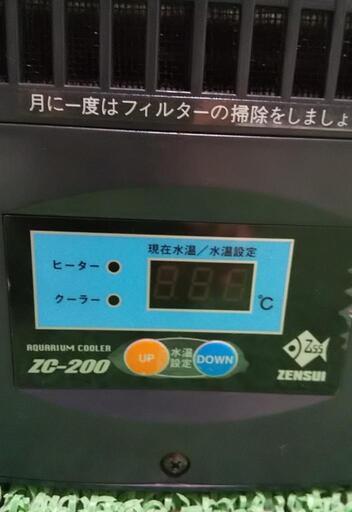 月に一度はフィルターの掃除をしましょ
現在水温／水温設定
ヒーター
クーラー
℃
AQUARIUM COOLER
ZC-200
UP
水温設定
DOWN
ZSS
ZENSUI